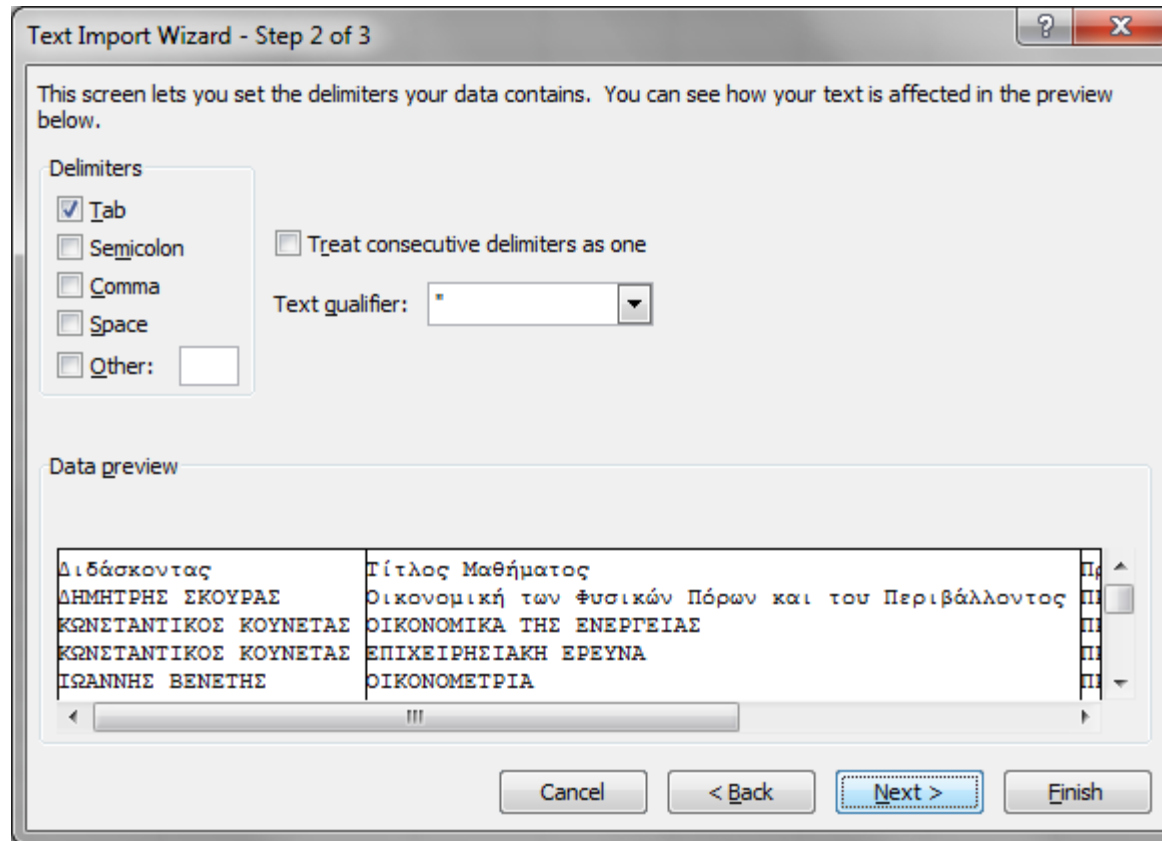 Text Import Wizard - Step 2 of 3
This screen lets you set the delimiters your data contains.  You can see how your text is affected in the preview
below.
Delimiters
Tab
Semicolon
Treat consecutive delimiters as one
Comma
Text qualifier: "
Space
Other:
Data preview
Διδάσκοντας Τίτλος Μαθήματος
ΔΗΜΗΤΡΗΣ ΣΚΟΥΡΑΣ Οικονομική των Φυσικών Πόρων και του Περιβάλλοντος
ΚΩΝΣΤΑΝΤΙΚΟΣ ΚΟΥΝΕΤΑΣ ΟΙΚΟΝΟΜΙΚΑ ΤΗΣ ΕΝΕΡΓΕΙΑΣ
ΚΩΝΣΤΑΝΤΙΚΟΣ ΚΟΥΝΕΤΑΣ ΕΠΙΧΕΙΡΗΣΙΑΚΗ ΕΡΕΥΝΑ
ΙΩΑΝΝΗΣ ΒΕΝΕΤΗΣ ΟΙΚΟΝΟΜΕΤΡΙΑ
Cancel < Back Next > Finish